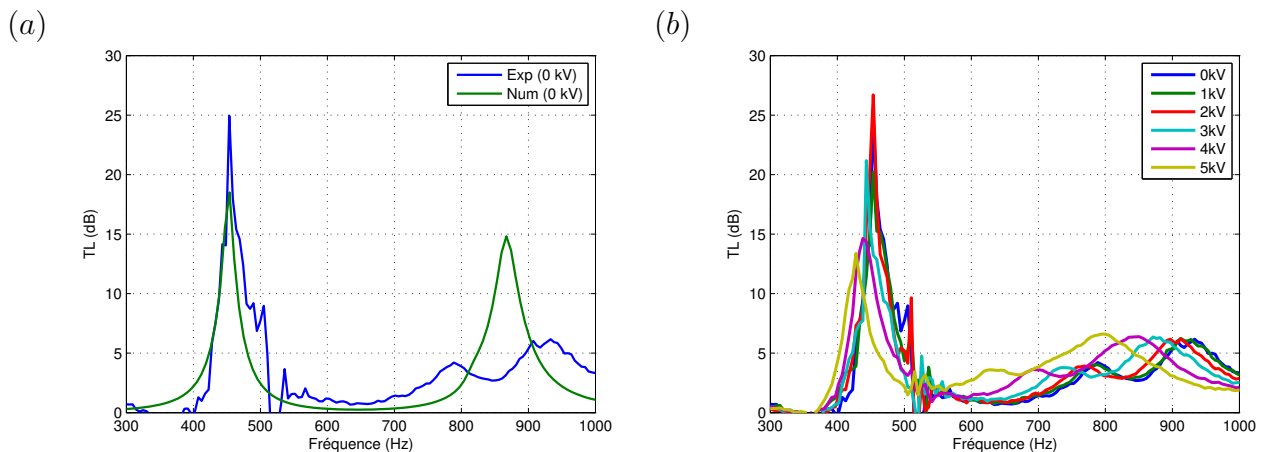 (a)
30
25
20
15
10
5
0
TL (dB)
300 400 500 600 700 800 900 1000
Fréquence (Hz)
Exp (0 kV)
Num (0 kV)
(b)
30
25
20
15
10
5
0
TL (dB)
300 400 500 600 700 800 900 1000
Fréquence (Hz)
0kV
1kV
2kV
3kV
4kV
5kV